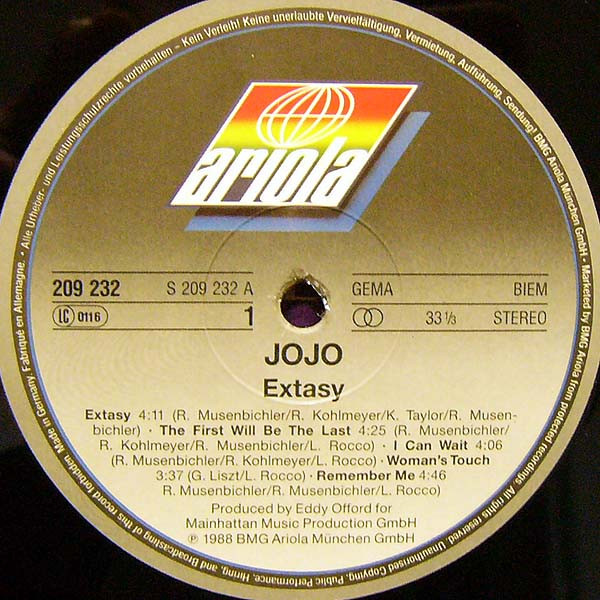 • Alle Urheber- und Leistungsschutzrechte vorbehalten – Kein Verleih! Keine unerlaubte Vervielfältigung, Vermietung, Aufführung, Sendung! BMG Ariola München GmbH • Marketed by BMG Ariola from protected recordings. All rights reserved. Unauthorised Copying, Public Performance, Hiring, and Broadcasting of this record forbidden. Made in Germany. Fabriqué en Allemagne.
ariola
209 232 S 209 232 A GEMA BIEM
LC 0116 1 33 1/3 STEREO
JOJO
Extasy
Extasy 4:11 (R. Musenbichler/R. Kohlmeyer/K. Taylor/R. Musen-
bichler) · The First Will Be The Last 4:25 (R. Musenbichler/
R. Kohlmeyer/R. Musenbichler/L. Rocco) · I Can Wait 4:06
(R. Musenbichler/R. Kohlmeyer/L. Rocco) · Woman's Touch
3:37 (G. Liszt/L. Rocco) · Remember Me 4:46
R. Musenbichler/R. Musenbichler/L. Rocco)
Produced by Eddy Offord for
Mainhattan Music Production GmbH
℗ 1988 BMG Ariola München GmbH